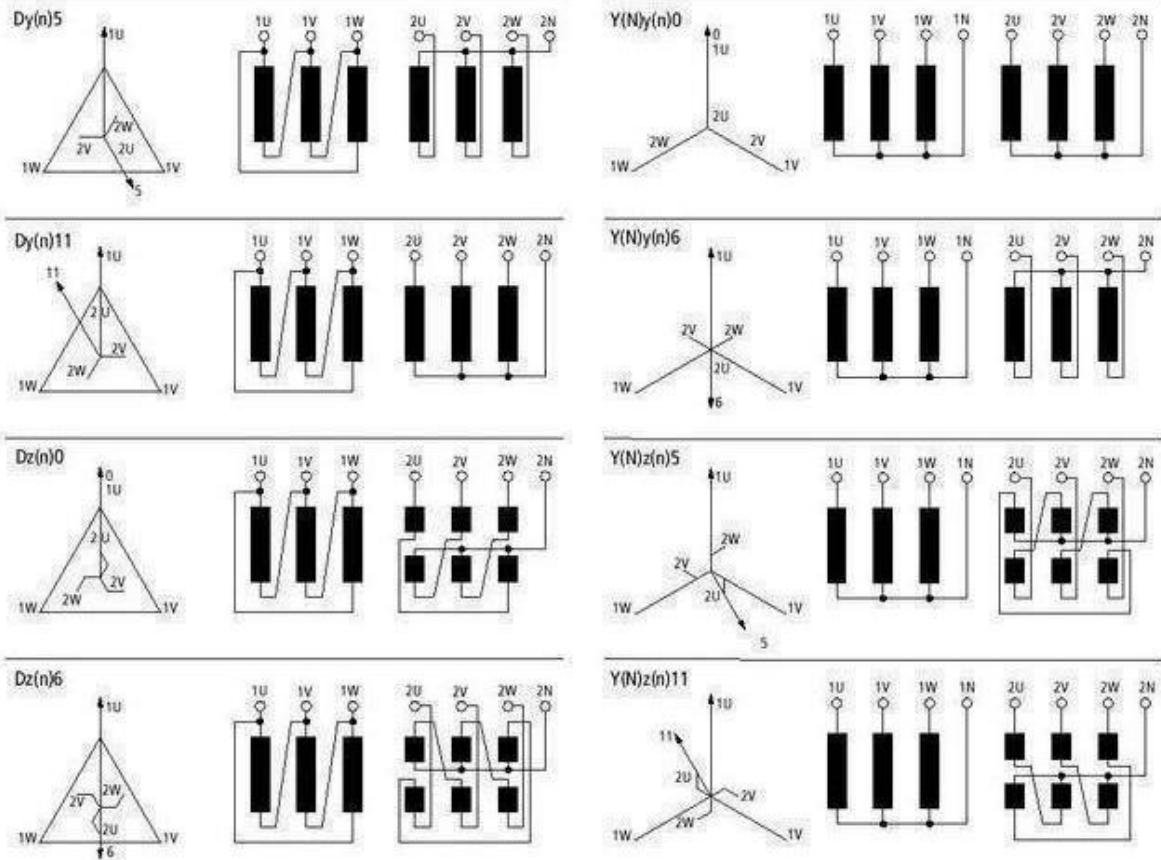 Dy(n)5
1U 1V 1W 2U 2V 2W 2N
1U
2W
2V 2U
1W 1V
5
Y(N)y(n)0
0 1U 1V 1W 1N 2U 2V 2W 2N
1U
2U
2W 2V
1W 1V
Dy(n)11
1U 1V 1W 2U 2V 2W 2N
1U
11
2U
2V
2W
1W 1V
Y(N)y(n)6
1U 1V 1W 1N 2U 2V 2W 2N
1U
2V 2W
2U
1W 1V
6
Dz(n)0
1U 1V 1W 2U 2V 2W 2N
0
1U
2U
2W 2V
1W 1V
Y(N)z(n)5
1U 1V 1W 1N 2U 2V 2W 2N
1U
2W
2V
2U
1W 1V
5
Dz(n)6
1U 1V 1W 2U 2V 2W 2N
1U
2V 2W
2U
1W 1V
6
Y(N)z(n)11
1U 1V 1W 1N 2U 2V 2W 2N
1U
11
2U
2V
2W
1W 1V